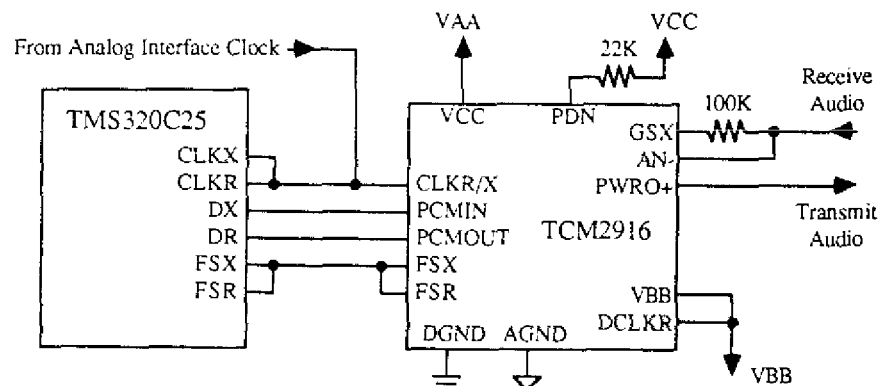 VAA
VCC
From Analog Interface Clock
22K
Receive
Audio
100K
TMS320C25
VCC
PDN
GSX
AN-
PWRO+
CLKX
CLKR
CLKR/X
DX
PCMIN
DR
PCMOUT
TCM2916
Transmit
Audio
FSX
FSX
FSR
FSR
VBB
DCLKR
DGND
AGND
VBB